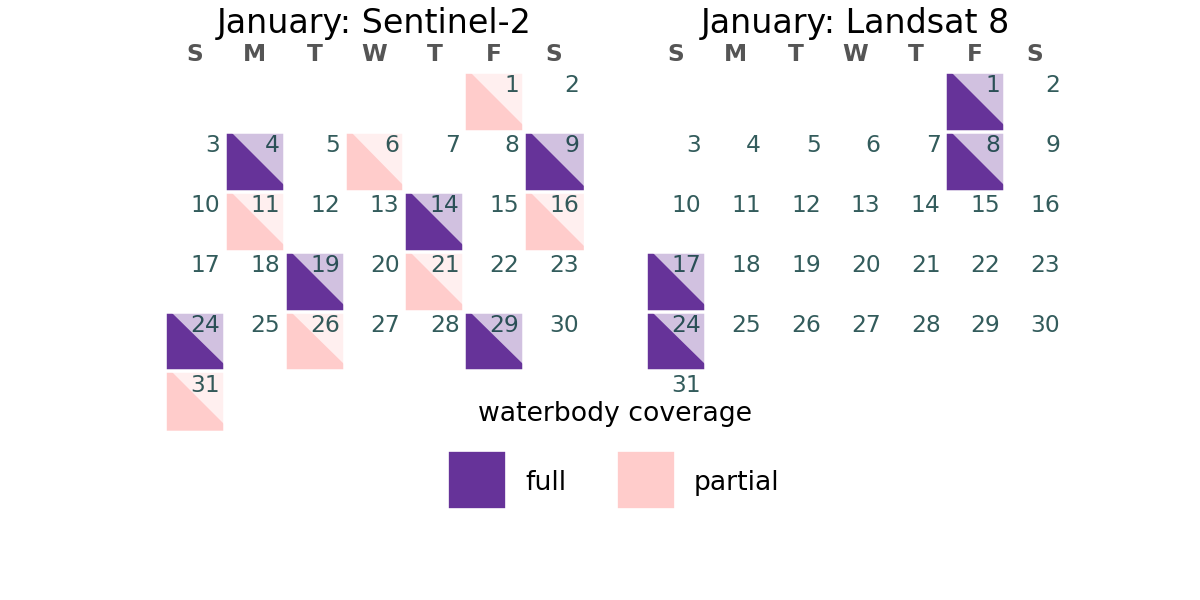 January: Sentinel-2
S M T W T F S
1 2
3 4 5 6 7 8 9
10 11 12 13 14 15 16
17 18 19 20 21 22 23
24 25 26 27 28 29 30
31
January: Landsat 8
S M T W T F S
1 2
3 4 5 6 7 8 9
10 11 12 13 14 15 16
17 18 19 20 21 22 23
24 25 26 27 28 29 30
31
waterbody coverage
full partial